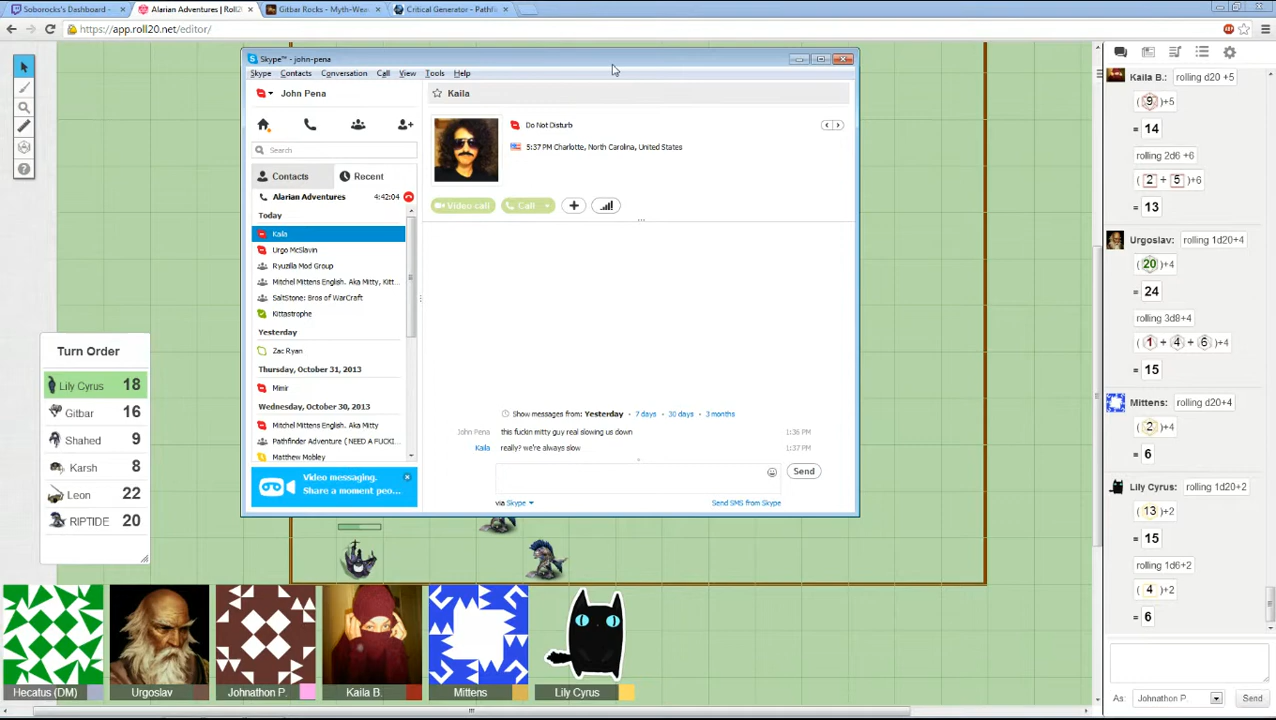 Soborocks's Dashboard -
Alarian Adventures | Roll2
Gitbar Rocks - Myth-Wea
Critical Generator - Pathfi
https://app.roll20.net/editor/
Skype™ - john-pena
Skype Contacts Conversation Call View Tools Help
John Pena
Search
Contacts
Recent
Alarian Adventures 4:42:04
Today
Kaila
Urgo McSlavin
Ryuzilla Mod Group
Mitchel Mittens English. Aka Mitty, Kitt...
SaltStone: Bros of WarCraft
Kittastrophe
Yesterday
Zac Ryan
Thursday, October 31, 2013
Mimir
Wednesday, October 30, 2013
Mitchel Mittens English. Aka Mitty
Pathfinder Adventure ( NEED A FUCKI
Matthew Mobley
Video messaging.
Share a moment peo...
Kaila
Do Not Disturb
5:37 PM Charlotte, North Carolina, United States
Video call
Call
Show messages from: Yesterday • 7 days • 30 days • 3 months
John Pena this fuckin mitty guy real slowing us down 1:36 PM
Kaila really? we're always slow 1:37 PM
Send
via Skype
Send SMS from Skype
Turn Order
Lily Cyrus 18
Gitbar 16
Shahed 9
Karsh 8
Leon 22
RIPTIDE 20
Kaila B.: rolling d20 +5
(9)+5
= 14
rolling 2d6 +6
(2 + 5)+6
= 13
Urgoslav: rolling 1d20+4
(20)+4
= 24
rolling 3d8+4
(1 + 4 + 6)+4
= 15
Mittens: rolling d20+4
(2)+4
= 6
Lily Cyrus: rolling 1d20+2
(13)+2
= 15
rolling 1d6+2
(4)+2
= 6
Hecatus (DM)
Urgoslav
Johnathon P.
Kaila B.
Mittens
Lily Cyrus
As: Johnathon P
Send